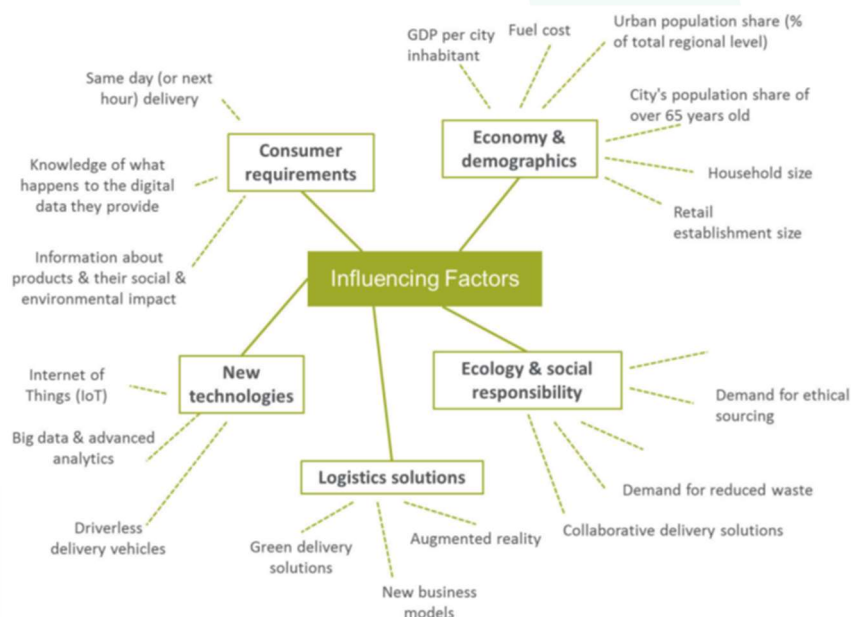 GDP per city
inhabitant
Fuel cost
Urban population share (%
of total regional level)
Same day (or next
hour) delivery
City's population share of
over 65 years old
Consumer
requirements
Economy &
demographics
Knowledge of what
happens to the digital
data they provide
Household size
Retail
establishment size
Information about
products & their social &
environmental impact
Influencing Factors
New
technologies
Ecology & social
responsibility
Internet of
Things (IoT)
Demand for ethical
sourcing
Big data & advanced
analytics
Logistics solutions
Demand for reduced waste
Driverless
delivery vehicles
Green delivery
solutions
Augmented reality
Collaborative delivery solutions
New business
models